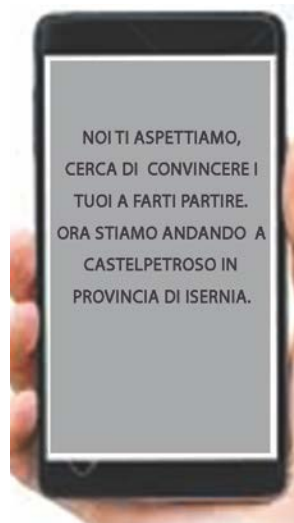 NOI TI ASPETTIAMO,
CERCA DI CONVINCERE I
TUOI A FARTI PARTIRE.
ORA STIAMO ANDANDO A
CASTELPETROSO IN
PROVINCIA DI ISERNIA.